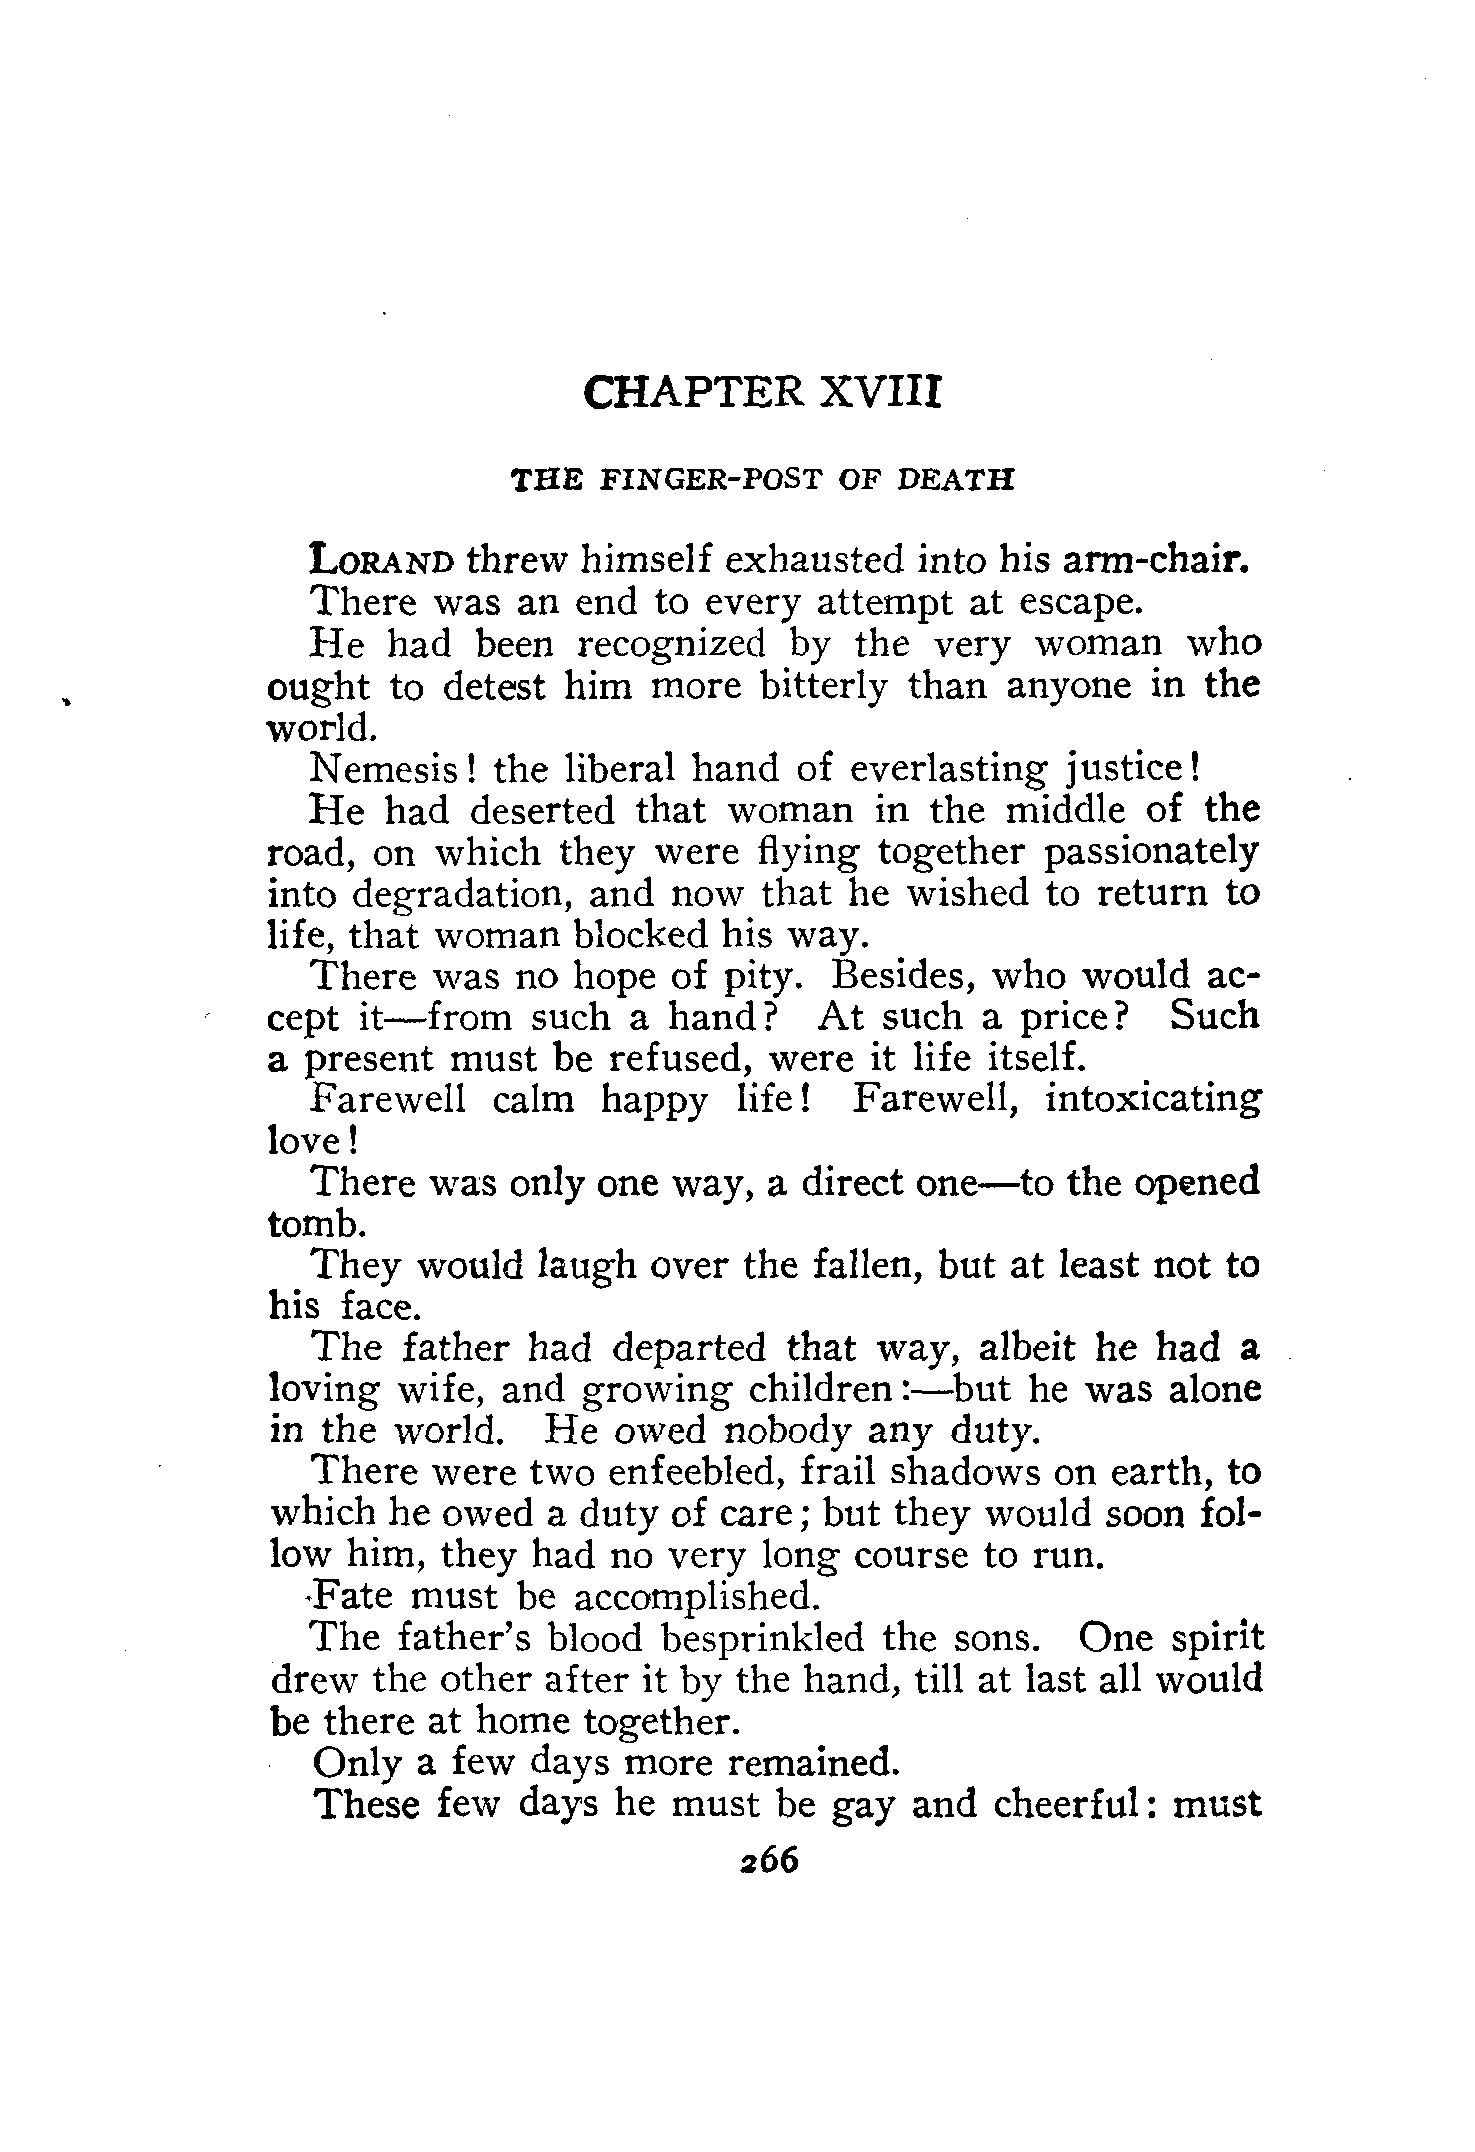 CHAPTER XVIII
THE FINGER-POST OF DEATH
LORAND threw himself exhausted into his arm-chair.
There was an end to every attempt at escape.
He had been recognized by the very woman who
ought to detest him more bitterly than anyone in the
world.
Nemesis! the liberal hand of everlasting justice!
He had deserted that woman in the middle of the
road, on which they were flying together passionately
into degradation, and now that he wished to return to
life, that woman blocked his way.
There was no hope of pity. Besides, who would ac-
cept it—from such a hand? At such a price? Such
a present must be refused, were it life itself.
Farewell calm happy life! Farewell, intoxicating
love!
There was only one way, a direct one—to the opened
tomb.
They would laugh over the fallen, but at least not to
his face.
The father had departed that way, albeit he had a
loving wife, and growing children:—but he was alone
in the world. He owed nobody any duty.
There were two enfeebled, frail shadows on earth, to
which he owed a duty of care; but they would soon fol-
low him, they had no very long course to run.
Fate must be accomplished.
The father's blood besprinkled the sons. One spirit
drew the other after it by the hand, till at last all would
be there at home together.
Only a few days more remained.
These few days he must be gay and cheerful: must
266